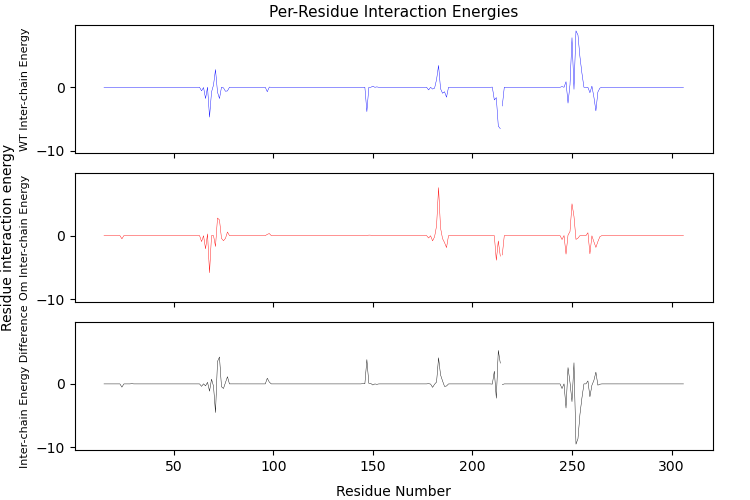 Per-Residue Interaction Energies
Residue interaction energy
WT Inter-chain Energy
0
−10
Om Inter-chain Energy
0
−10
Inter-chain Energy Difference
0
−10
50
100
150
200
250
300
Residue Number